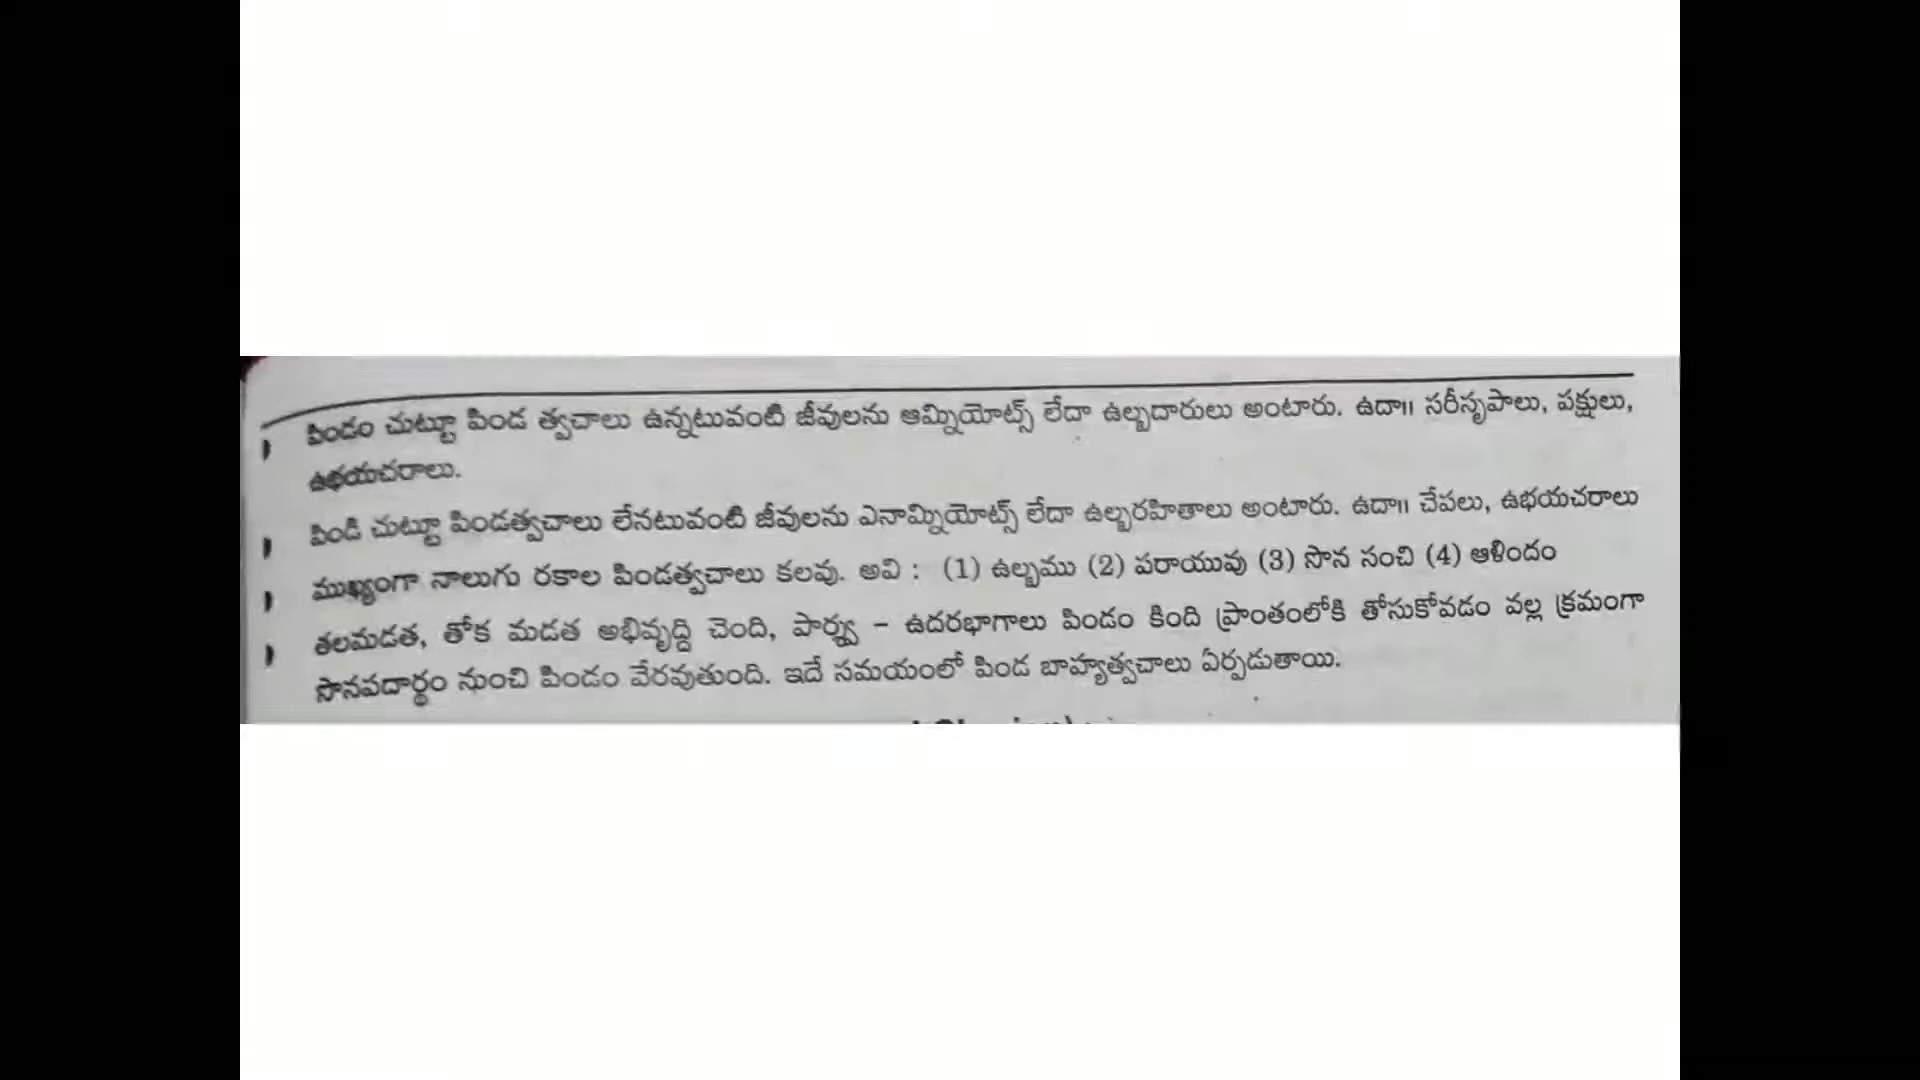 పిండం చుట్టూ పిండ త్వచాలు ఉన్నటువంటి జీవులను ఆమ్నియోట్స్ లేదా ఉల్బదారులు అంటారు. ఉదా॥ సరీసృపాలు, పక్షులు,
ఉభయచరాలు.
పిండి చుట్టూ పిండత్వచాలు లేనటువంటి జీవులను ఎనామ్నియోట్స్ లేదా ఉల్బరహితాలు అంటారు. ఉదా॥ చేపలు, ఉభయచరాలు
ముఖ్యంగా నాలుగు రకాల పిండత్వచాలు కలవు. అవి : (1) ఉల్బము (2) పరాయువు (3) సొన సంచి (4) ఆళిందం
తలమడత, తోక మడత అభివృద్ధి చెంది, పార్శ్వ – ఉదరభాగాలు పిండం కింది ప్రాంతంలోకి తోసుకోవడం వల్ల క్రమంగా
సొనపదార్థం నుంచి పిండం వేరవుతుంది. ఇదే సమయంలో పిండ బాహ్యత్వచాలు ఏర్పడుతాయి.